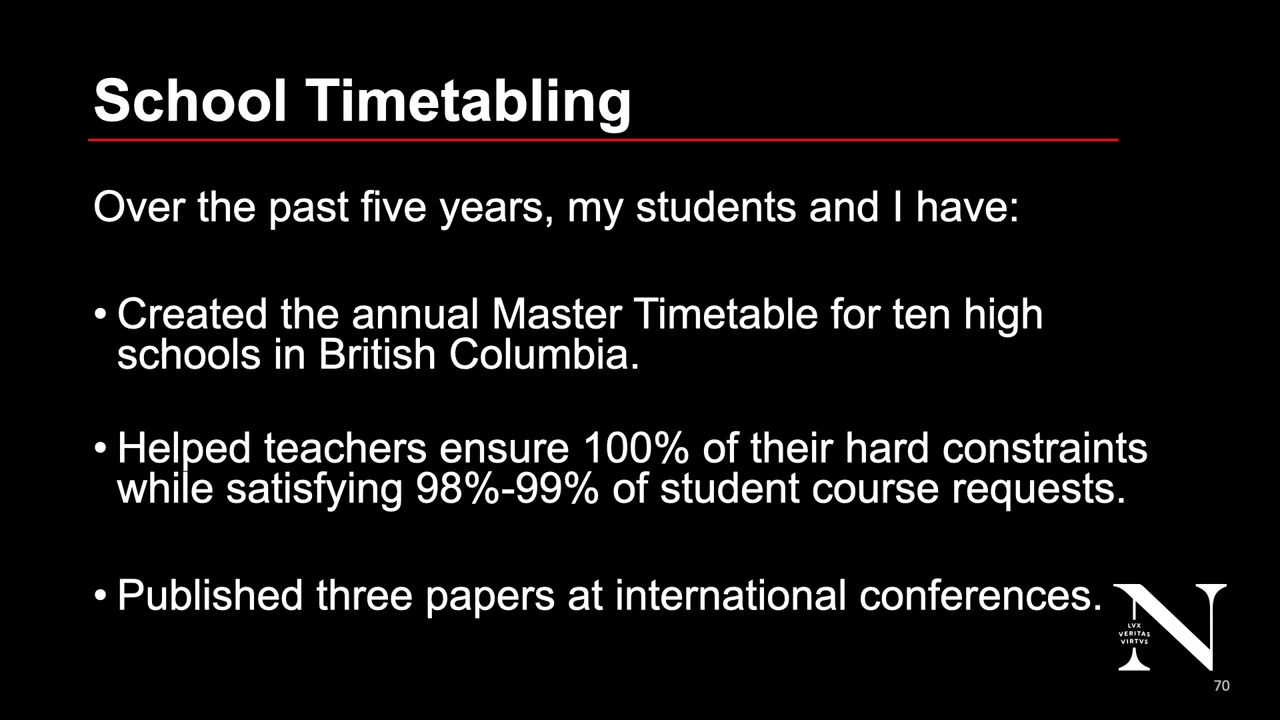 School Timetabling
Over the past five years, my students and I have:
• Created the annual Master Timetable for ten high
schools in British Columbia.
• Helped teachers ensure 100% of their hard constraints
while satisfying 98%-99% of student course requests.
• Published three papers at international conferences.
N
LVX
VERITAS
VIRTVS
70